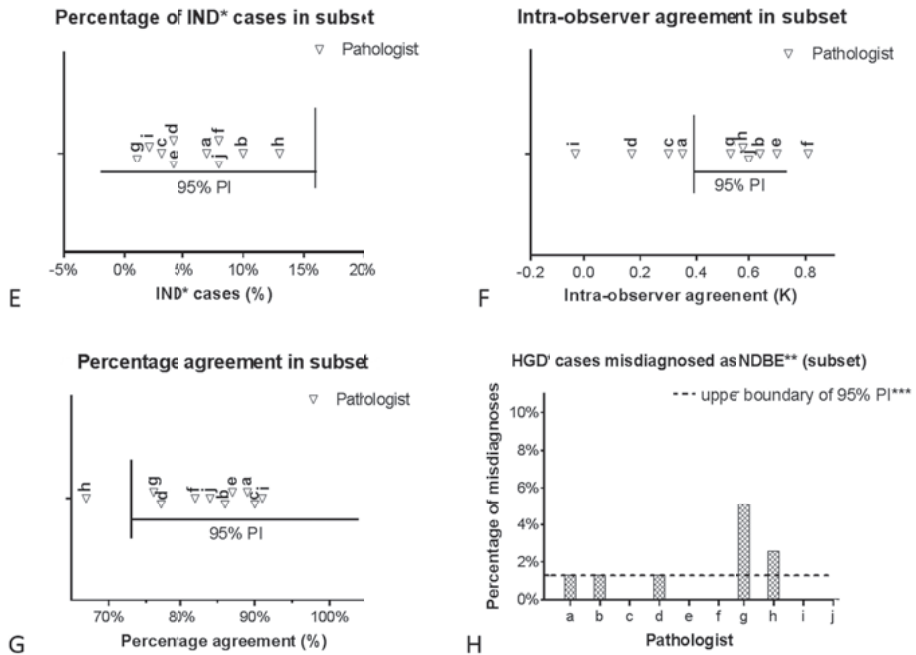 Percentage of IND* cases in subset
▽ Pahologist
g
i
c
d
e
a
f
j
b
h
95% PI
-5% 0% 5% 10% 15% 20%
IND* cases (%)
E
Intra-observer agreement in subset
▽ Pathologist
i
d
c
a
g
h
j
b
e
f
95% PI
-0.2 0.0 0.2 0.4 0.6 0.8
Intra-observer agreenent (K)
F
Percentage agreement in subset
▽ Pathologist
h
g
d
f
j
b
e
a
c
i
95% PI
70% 80% 90% 100%
Percentage agreement (%)
G
HGD* cases misdiagnosed as NDBE** (subset)
upper boundary of 95% PI***
Percentage of misdiagnoses
10%
8%
6%
4%
2%
0%
a b c d e f g h i j
Pathologist
H